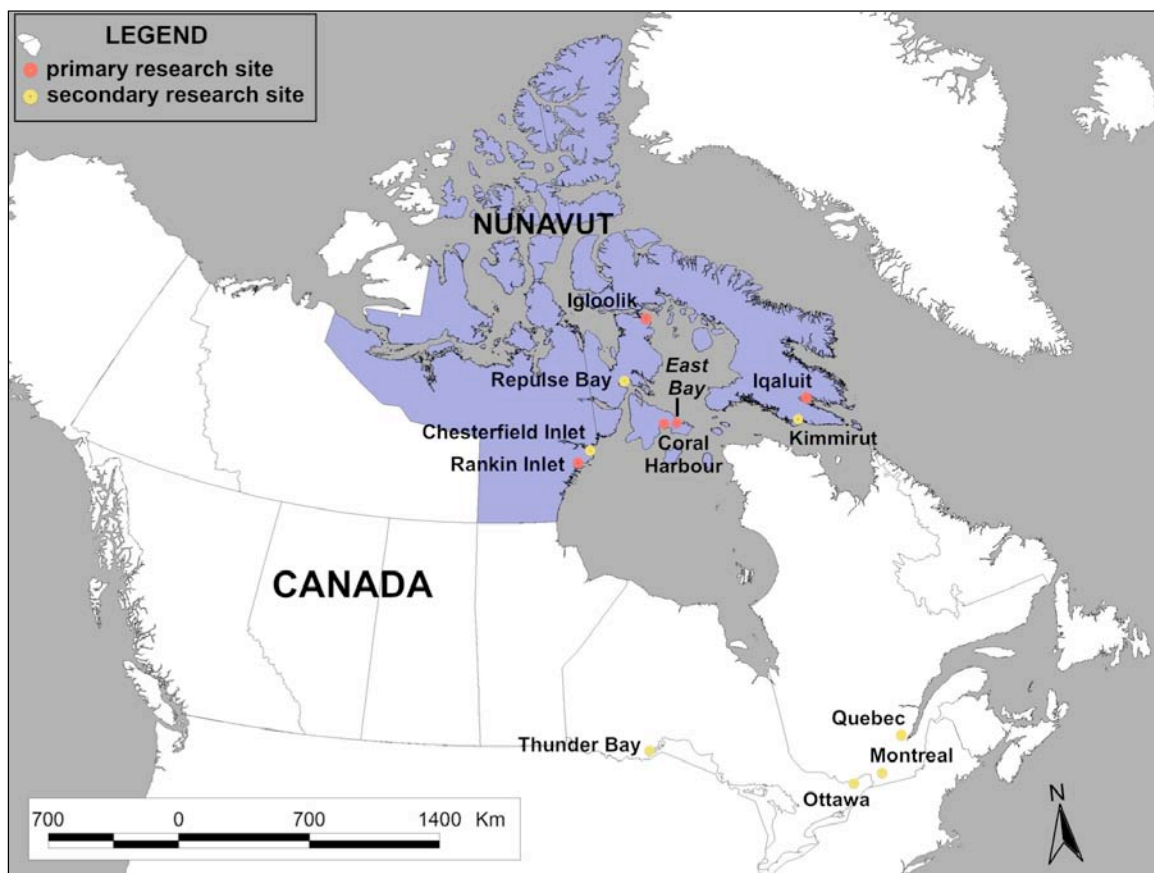 LEGEND
primary research site
secondary research site
NUNAVUT
Igloolik
East
Bay
Repulse Bay
Iqaluit
Chesterfield Inlet
Coral
Harbour
Kimmirut
Rankin Inlet
CANADA
Quebec
Thunder Bay
Montreal
Ottawa
N
700 0 700 1400 Km